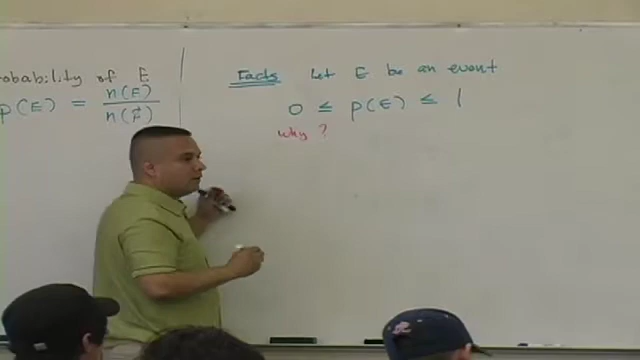 robability of E
p(E) = n(E) / n(F)
Facts Let E be an event
0 ≤ p(E) ≤ 1
why ?